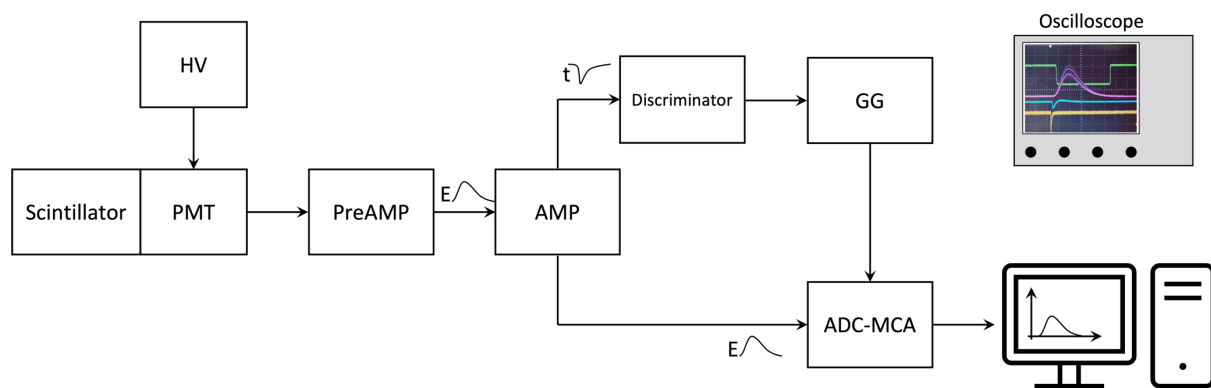 Oscilloscope
HV
t
Discriminator
GG
Scintillator
PMT
PreAMP
E
AMP
E
ADC-MCA